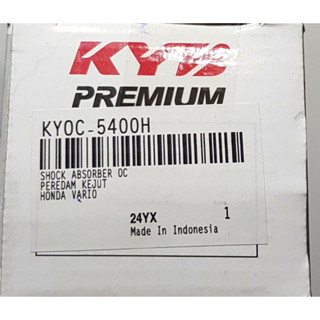 KYB
PREMIUM
KYOC-5400H
SHOCK ABSORBER OC
PEREDAM KEJUT
HONDA VARIO
24YX 1
Made In Indonesia